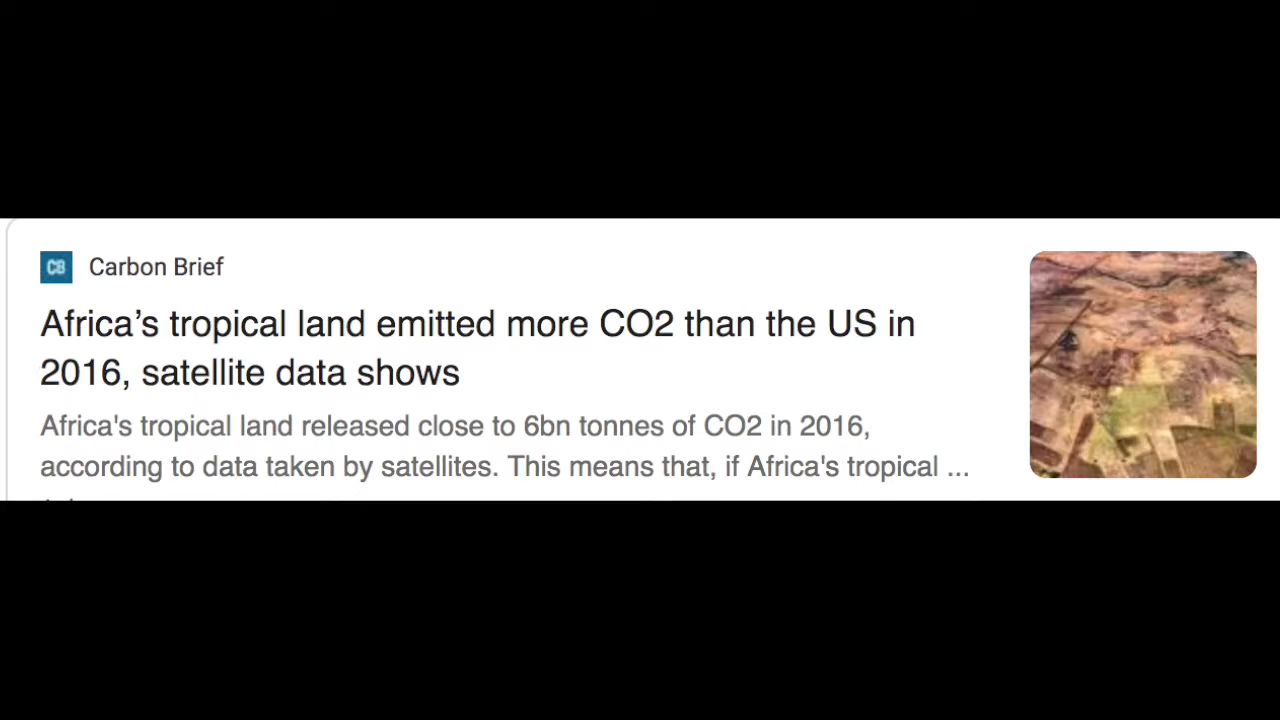 CB Carbon Brief
Africa’s tropical land emitted more CO2 than the US in
2016, satellite data shows
Africa's tropical land released close to 6bn tonnes of CO2 in 2016,
according to data taken by satellites. This means that, if Africa's tropical ...